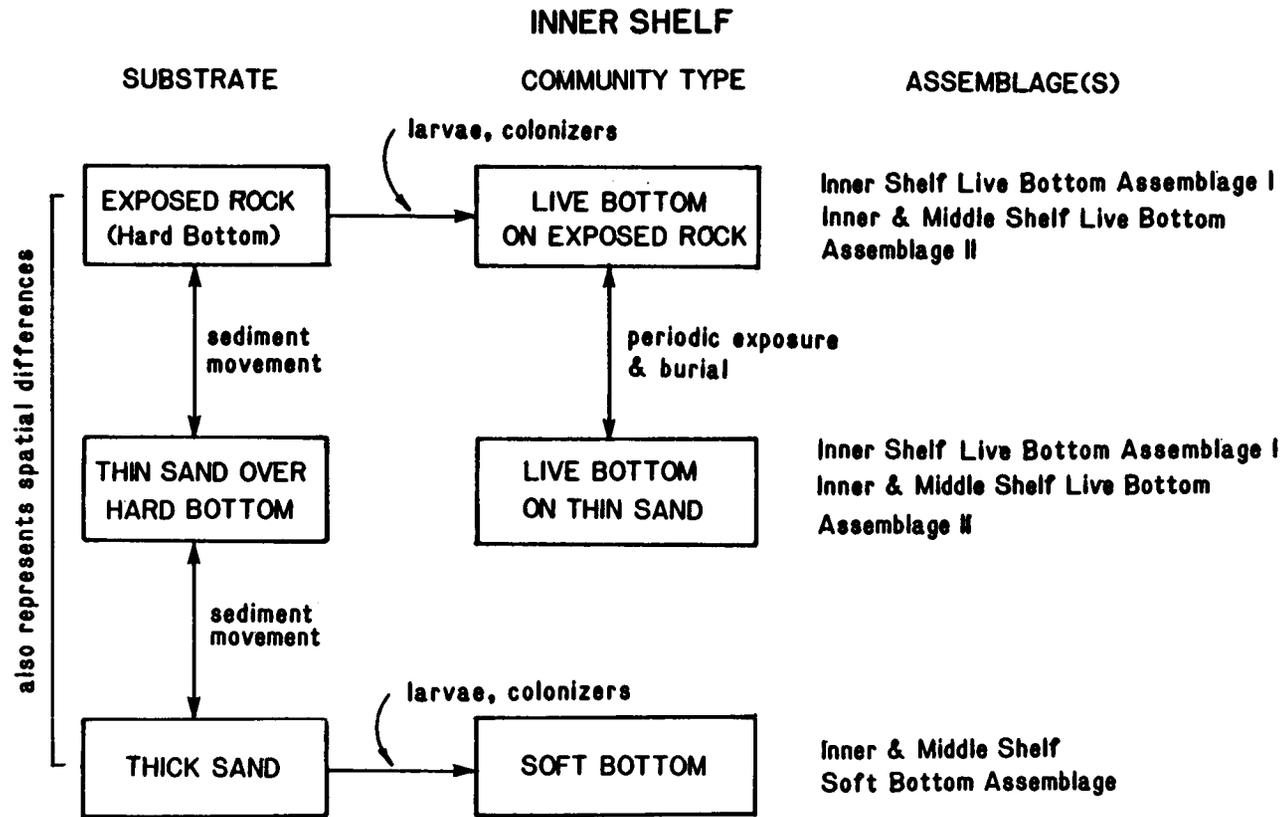 INNER SHELF
SUBSTRATE
COMMUNITY TYPE
ASSEMBLAGE(S)
larvae, colonizers
EXPOSED ROCK
(Hard Bottom)
LIVE BOTTOM
ON EXPOSED ROCK
Inner Shelf Live Bottom Assemblage I
Inner & Middle Shelf Live Bottom
Assemblage II
also represents spatial differences
sediment
movement
periodic exposure
& burial
THIN SAND OVER
HARD BOTTOM
LIVE BOTTOM
ON THIN SAND
Inner Shelf Live Bottom Assemblage I
Inner & Middle Shelf Live Bottom
Assemblage II
sediment
movement
larvae, colonizers
THICK SAND
SOFT BOTTOM
Inner & Middle Shelf
Soft Bottom Assemblage